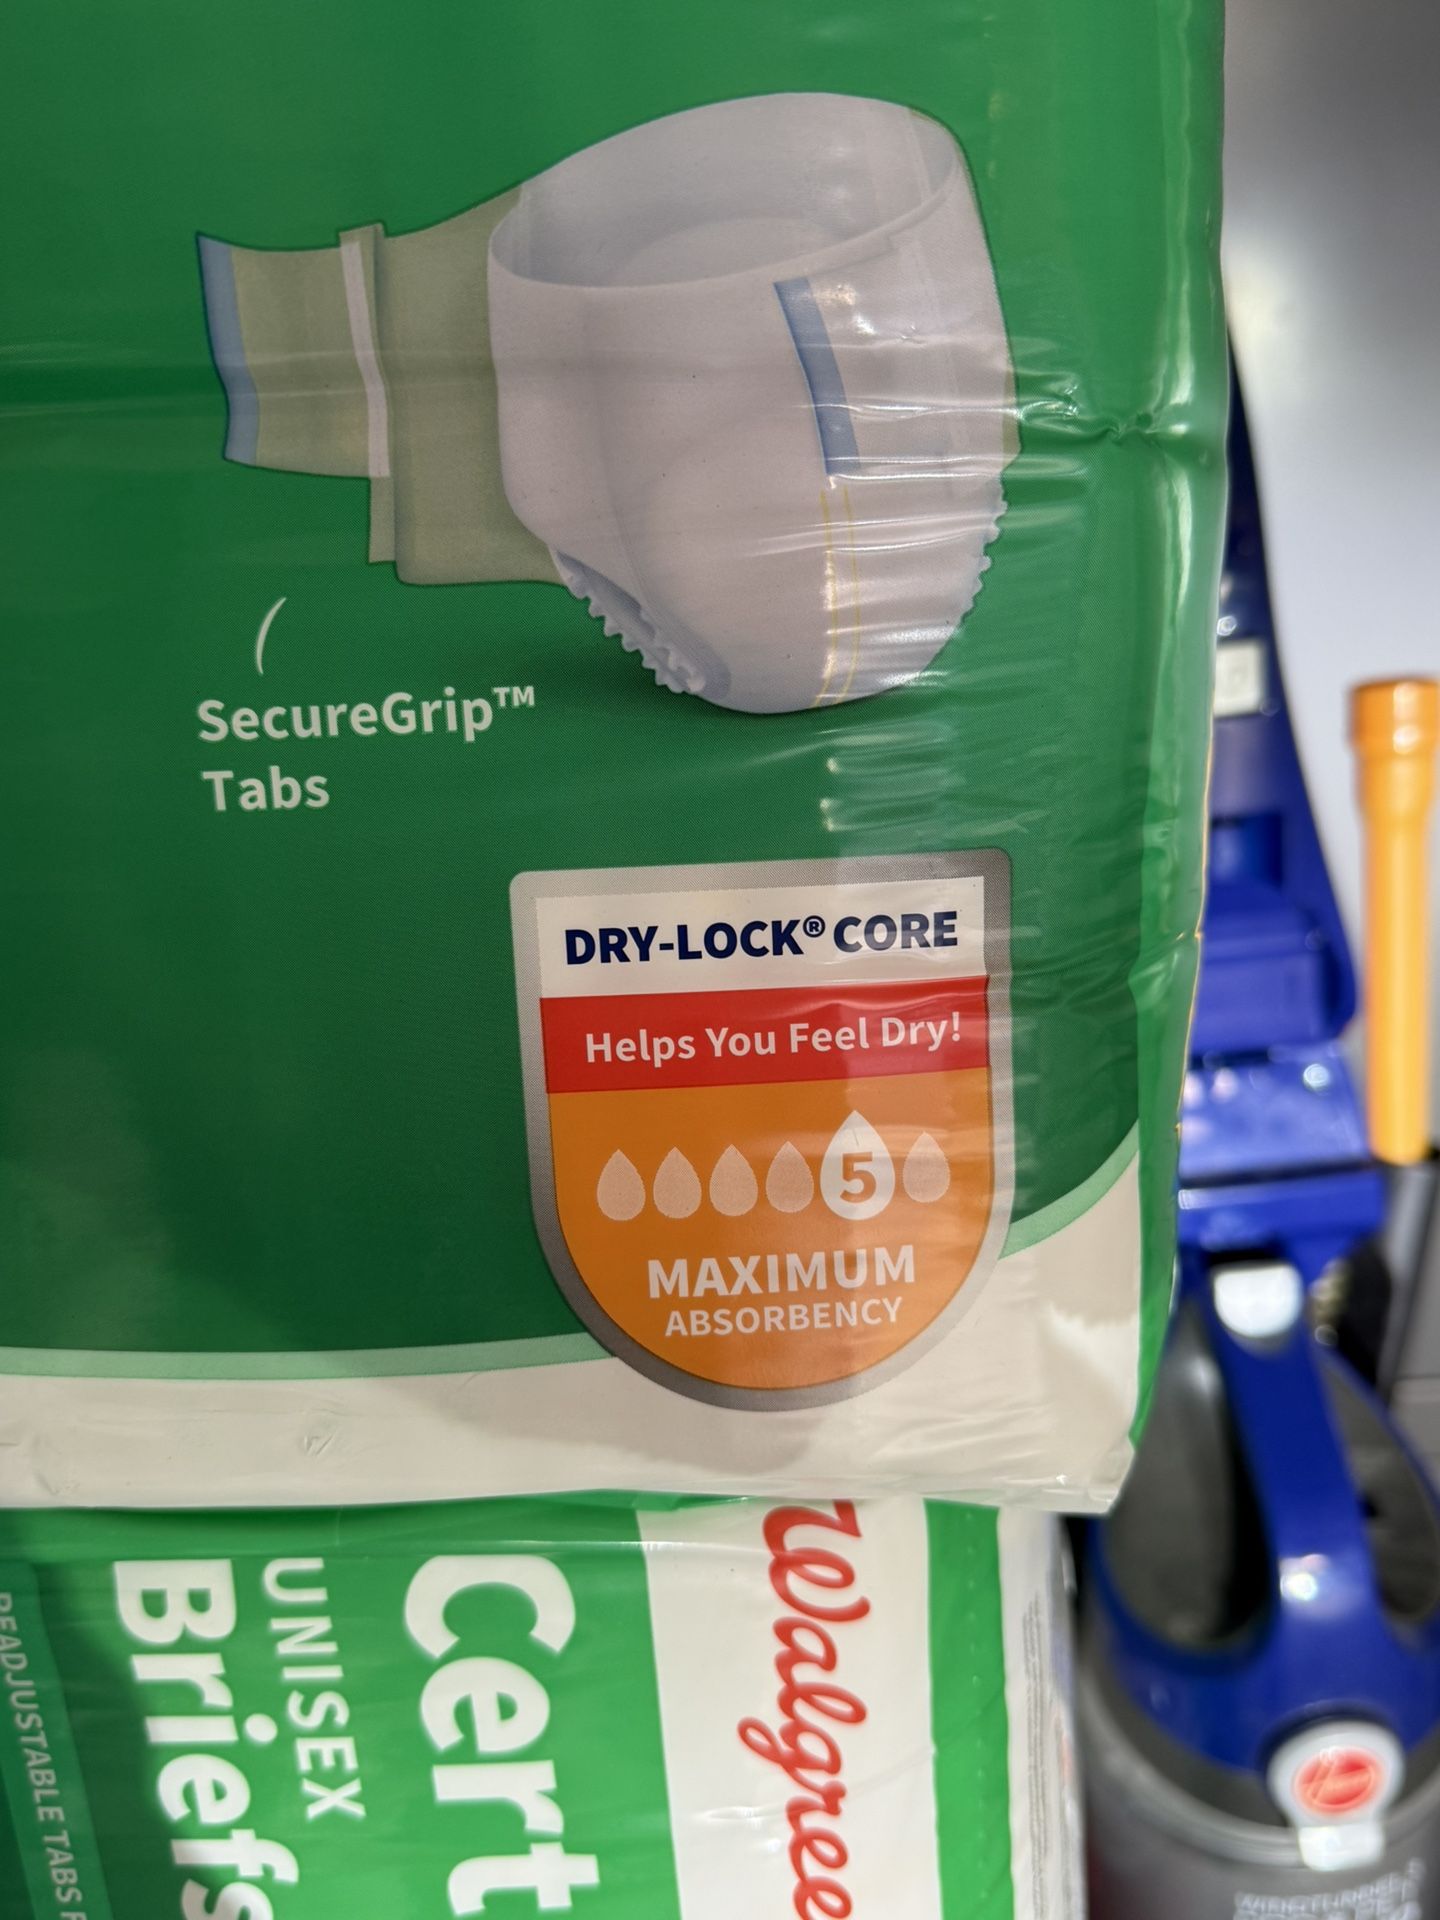 SecureGrip™
Tabs
DRY-LOCK® CORE
Helps You Feel Dry!
5
MAXIMUM
ABSORBENCY
Walgree
Cert
UNISEX
Briefs
READJUSTABLE TABS